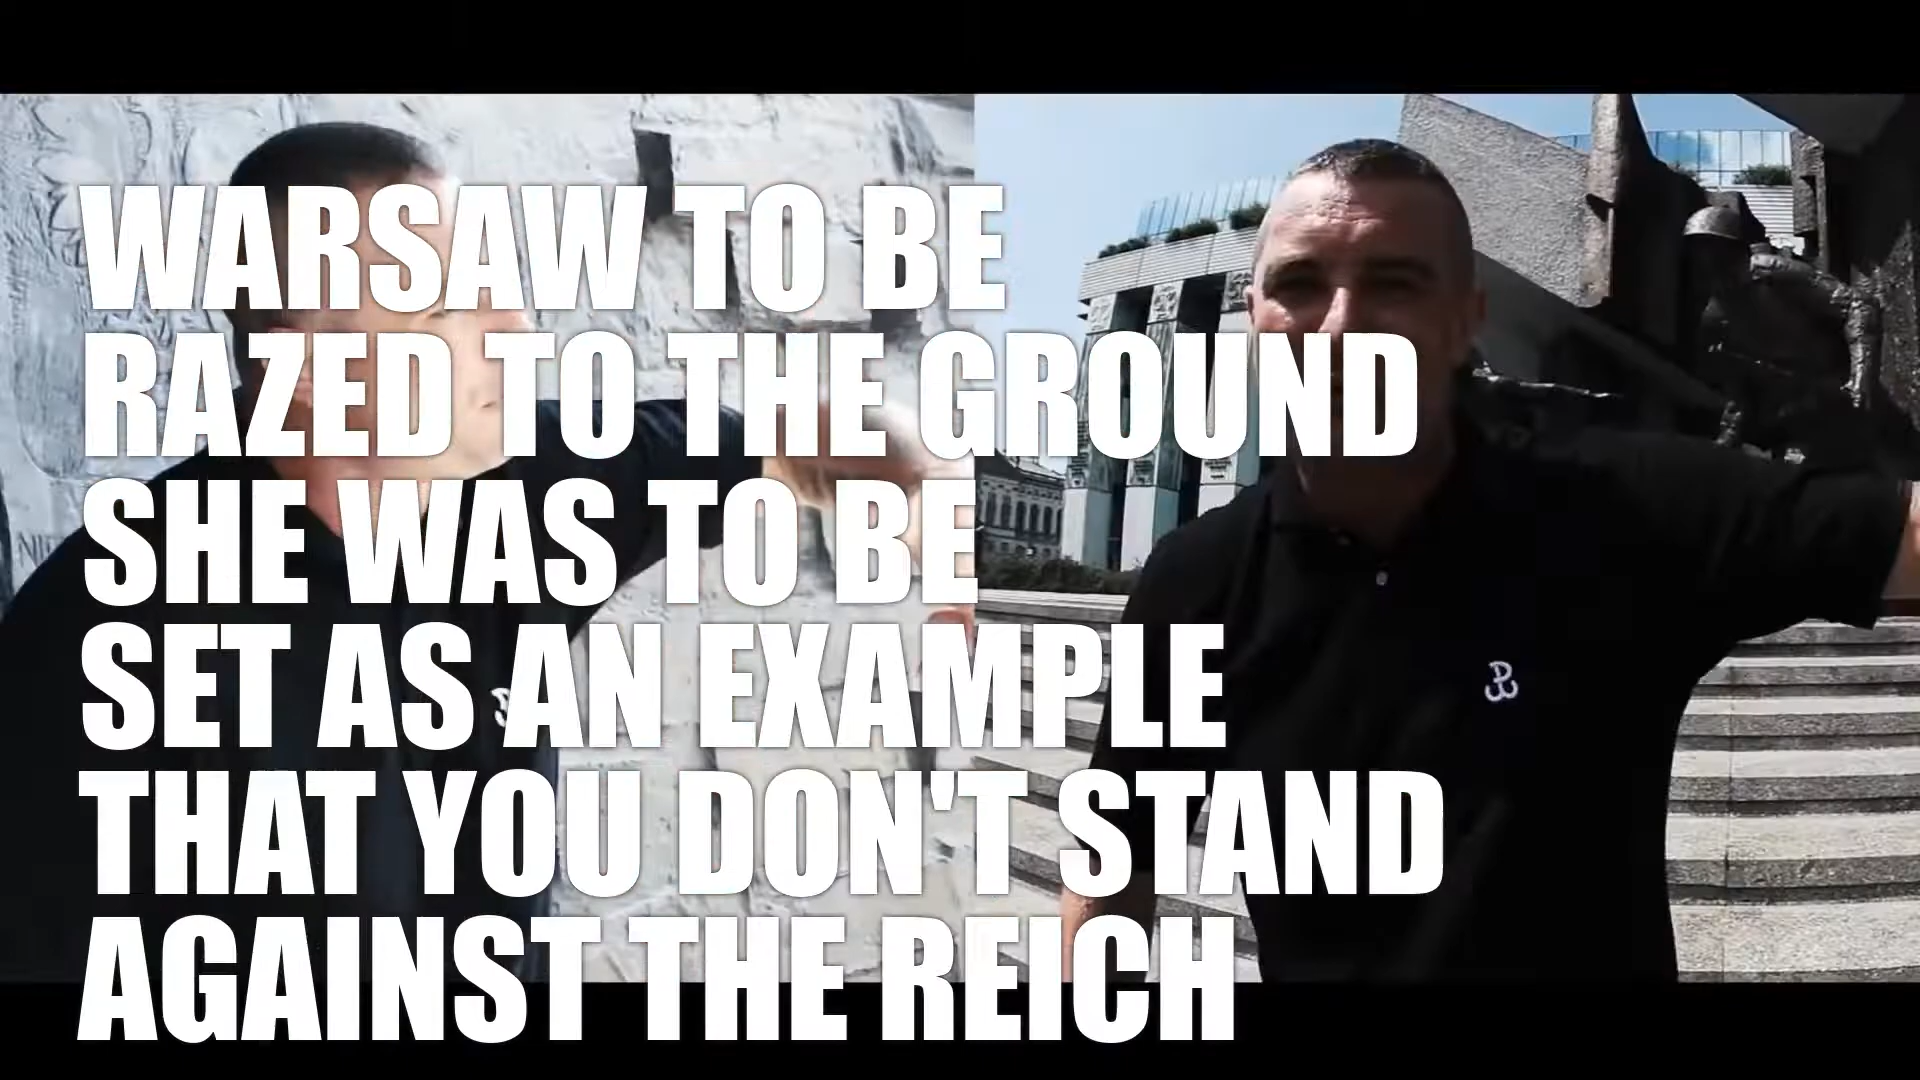 WARSAW TO BE
RAZED TO THE GROUND
SHE WAS TO BE
SET AS AN EXAMPLE
THAT YOU DON'T STAND
AGAINST THE REICH